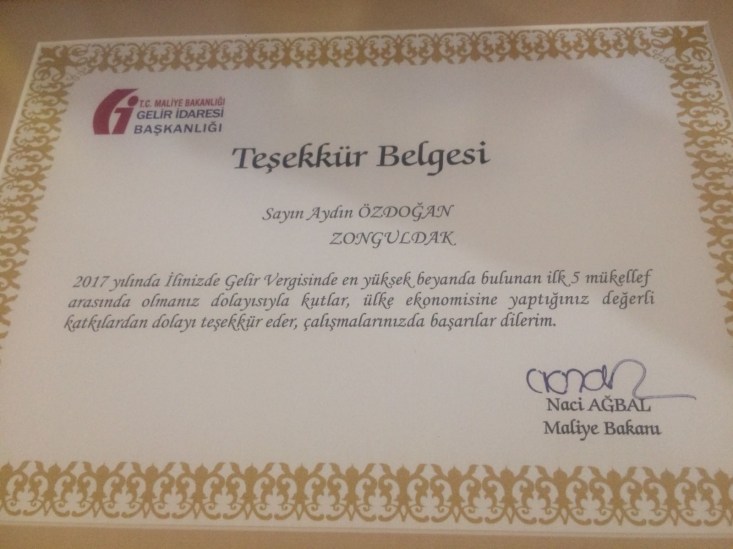 T.C. MALİYE BAKANLIĞI
GELİR İDARESİ
BAŞKANLIĞI
Teşekkür Belgesi
Sayın Aydın ÖZDOĞAN
ZONGULDAK
2017 yılında İlinizde Gelir Vergisinde en yüksek beyanda bulunan ilk 5 mükellef
arasında olmanız dolayısıyla kutlar, ülke ekonomisine yaptığınız değerli
katkılardan dolayı teşekkür eder, çalışmalarınızda başarılar dilerim.
Naci AĞBAL
Maliye Bakanı